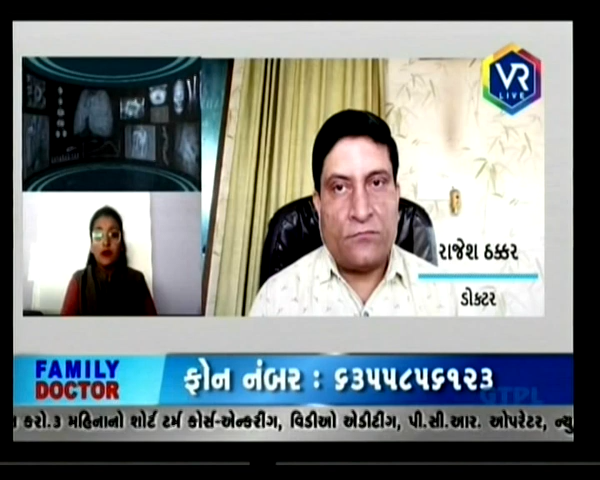 VR
LIVE
રાજેશ ઠક્કર
ડોક્ટર
FAMILY
DOCTOR
ફોન નંબર : ૬૩૫૫૮૫૬૧૨૩
GTPL
કરો.૩ મહિનાનો શોર્ટ ટર્મ કોર્સ-એન્કરીંગ, વિડીઓ એડીટીંગ, પી.સી.આર. ઓપરેટર, ન્યુ